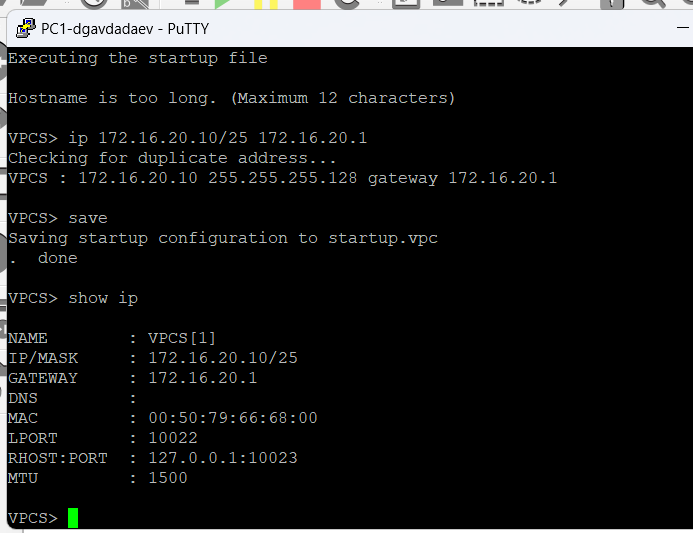 PC1-dgavdadaev - PuTTY
Executing the startup file
Hostname is too long. (Maximum 12 characters)
VPCS> ip 172.16.20.10/25 172.16.20.1
Checking for duplicate address...
VPCS : 172.16.20.10 255.255.255.128 gateway 172.16.20.1
VPCS> save
Saving startup configuration to startup.vpc
.  done
VPCS> show ip
NAME        : VPCS[1]
IP/MASK     : 172.16.20.10/25
GATEWAY     : 172.16.20.1
DNS         :
MAC         : 00:50:79:66:68:00
LPORT       : 10022
RHOST:PORT  : 127.0.0.1:10023
MTU         : 1500
VPCS>